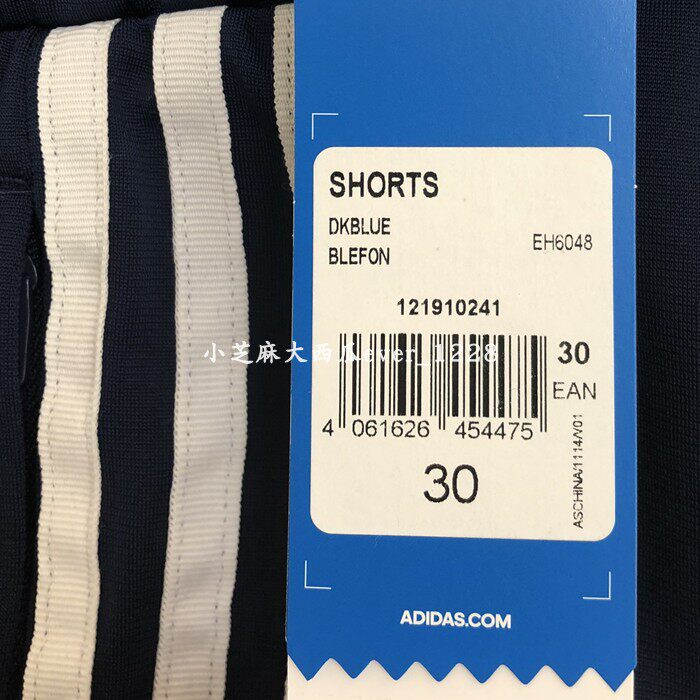 SHORTS
DKBLUE
BLEFON
EH6048
121910241
30
EAN
4 061626 454475
30
ASCHINA/1114/V01
小芝麻大西瓜ever_1228
ADIDAS.COM